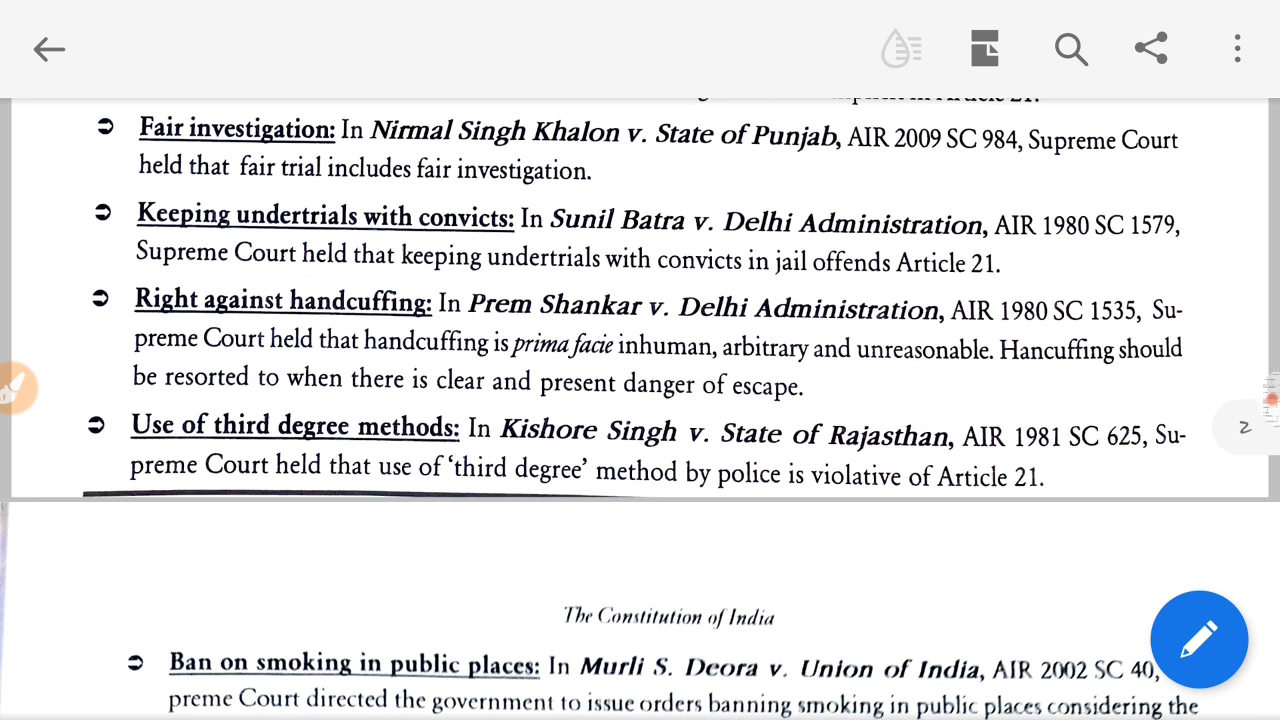 Article 21.
Fair investigation: In Nirmal Singh Khalon v. State of Punjab, AIR 2009 SC 984, Supreme Court
held that fair trial includes fair investigation.
Keeping undertrials with convicts: In Sunil Batra v. Delhi Administration, AIR 1980 SC 1579,
Supreme Court held that keeping undertrials with convicts in jail offends Article 21.
Right against handcuffing: In Prem Shankar v. Delhi Administration, AIR 1980 SC 1535, Su-
preme Court held that handcuffing is prima facie inhuman, arbitrary and unreasonable. Hancuffing should
be resorted to when there is clear and present danger of escape.
Use of third degree methods: In Kishore Singh v. State of Rajasthan, AIR 1981 SC 625, Su-
preme Court held that use of ‘third degree’ method by police is violative of Article 21.
2
The Constitution of India
Ban on smoking in public places: In Murli S. Deora v. Union of India, AIR 2002 SC 40,
preme Court directed the government to issue orders banning smoking in public places considering the